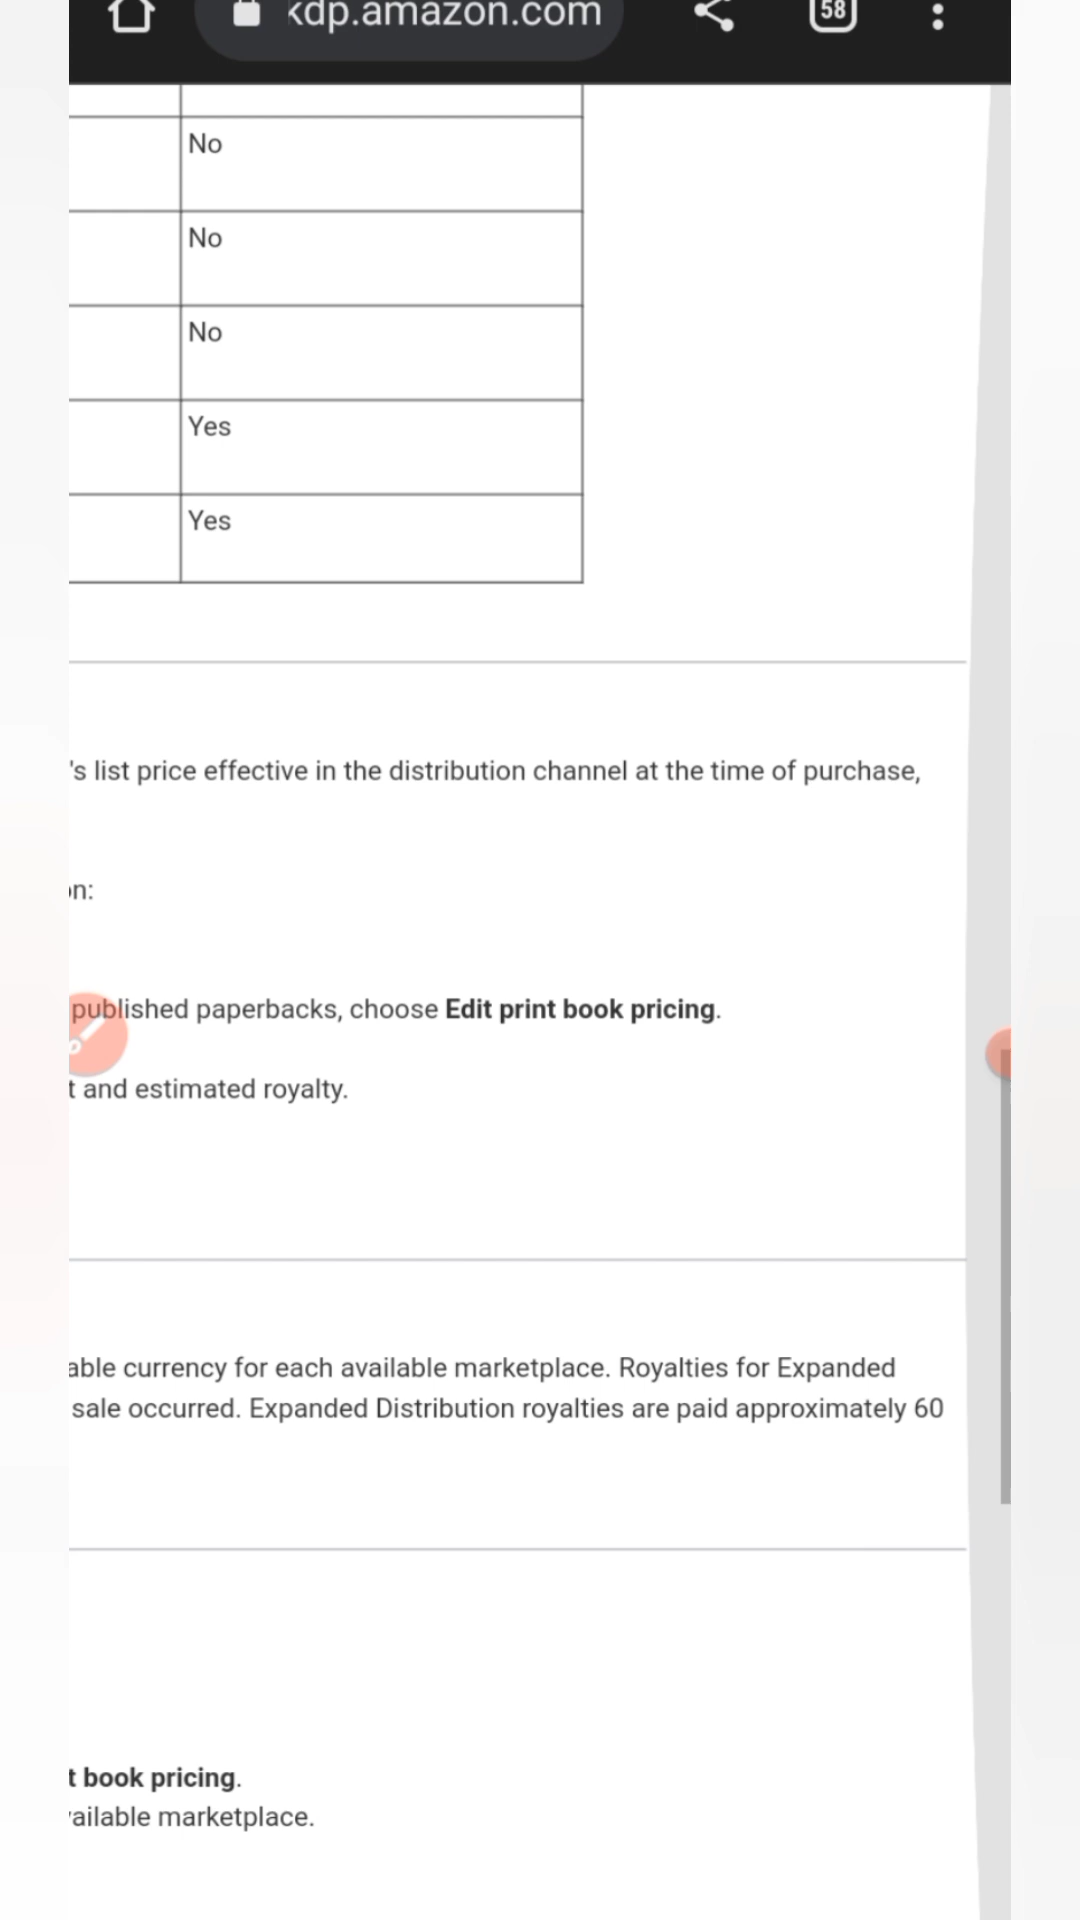 kdp.amazon.com
58
No
No
No
Yes
Yes
's list price effective in the distribution channel at the time of purchase,
n:
published paperbacks, choose Edit print book pricing.
t and estimated royalty.
able currency for each available marketplace. Royalties for Expanded
sale occurred. Expanded Distribution royalties are paid approximately 60
t book pricing.
ailable marketplace.